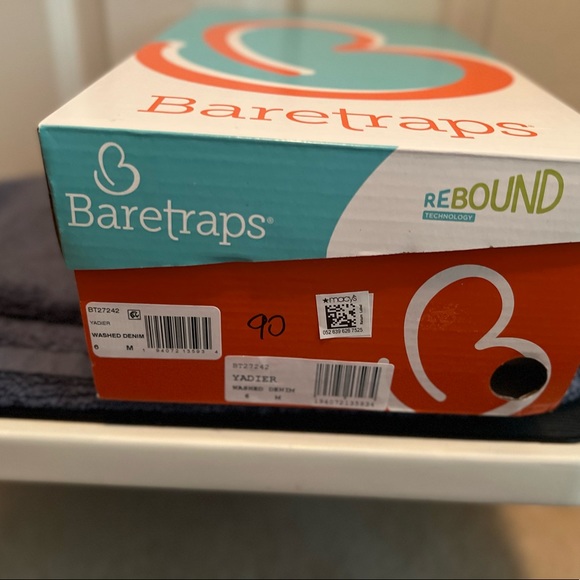 Baretraps
Baretraps®
REBOUND
TECHNOLOGY
BT27242
YADIER
WASHED DENIM
6 M
90
★macy's
BT27242
YADIER
WASHED DENIM
6 M